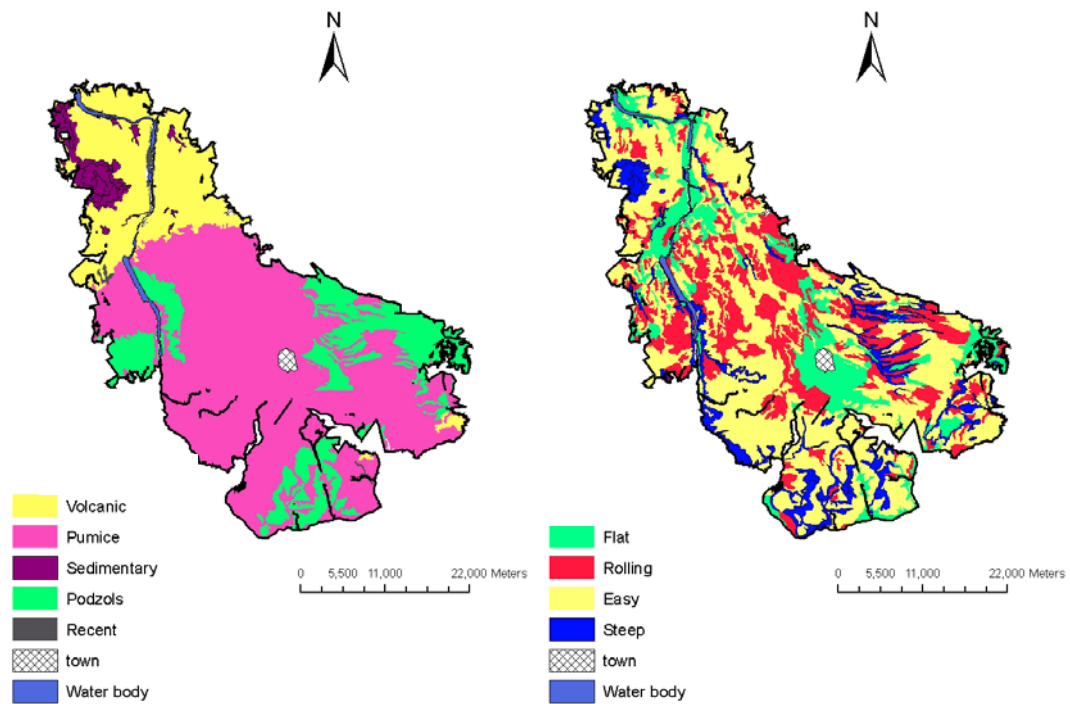 N
Volcanic
Pumice
Sedimentary
Podzols
Recent
town
Water body
0 5,500 11,000 22,000 Meters
N
Flat
Rolling
Easy
Steep
town
Water body
0 5,500 11,000 22,000 Meters